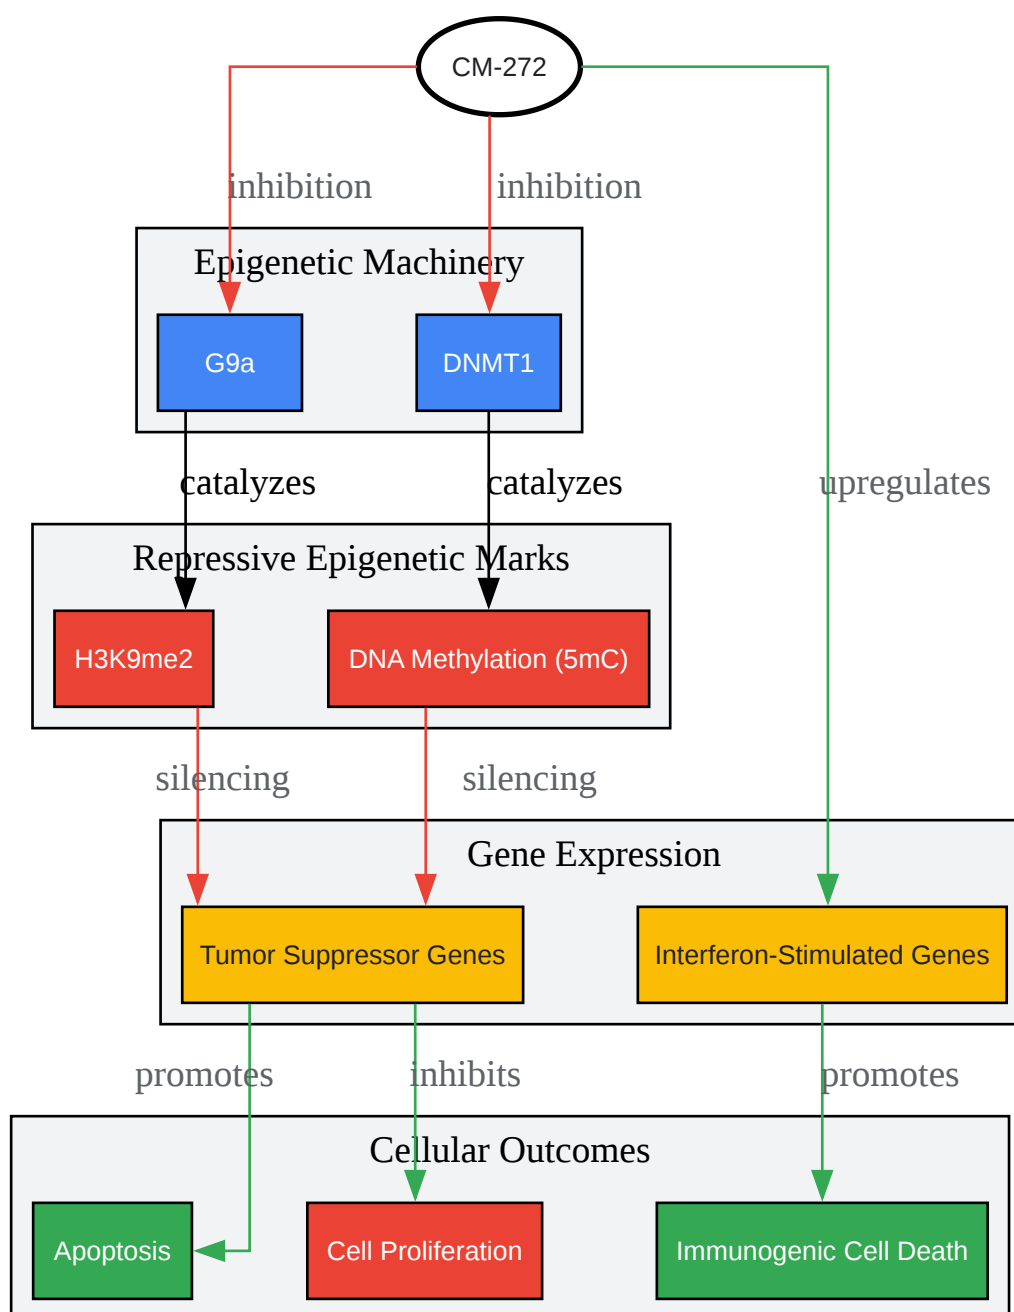 CM-272
inhibition
inhibition
Epigenetic Machinery
G9a
DNMT1
catalyzes
catalyzes
upregulates
Repressive Epigenetic Marks
H3K9me2
DNA Methylation (5mC)
silencing
silencing
Gene Expression
Tumor Suppressor Genes
Interferon-Stimulated Genes
promotes
inhibits
promotes
Cellular Outcomes
Apoptosis
Cell Proliferation
Immunogenic Cell Death